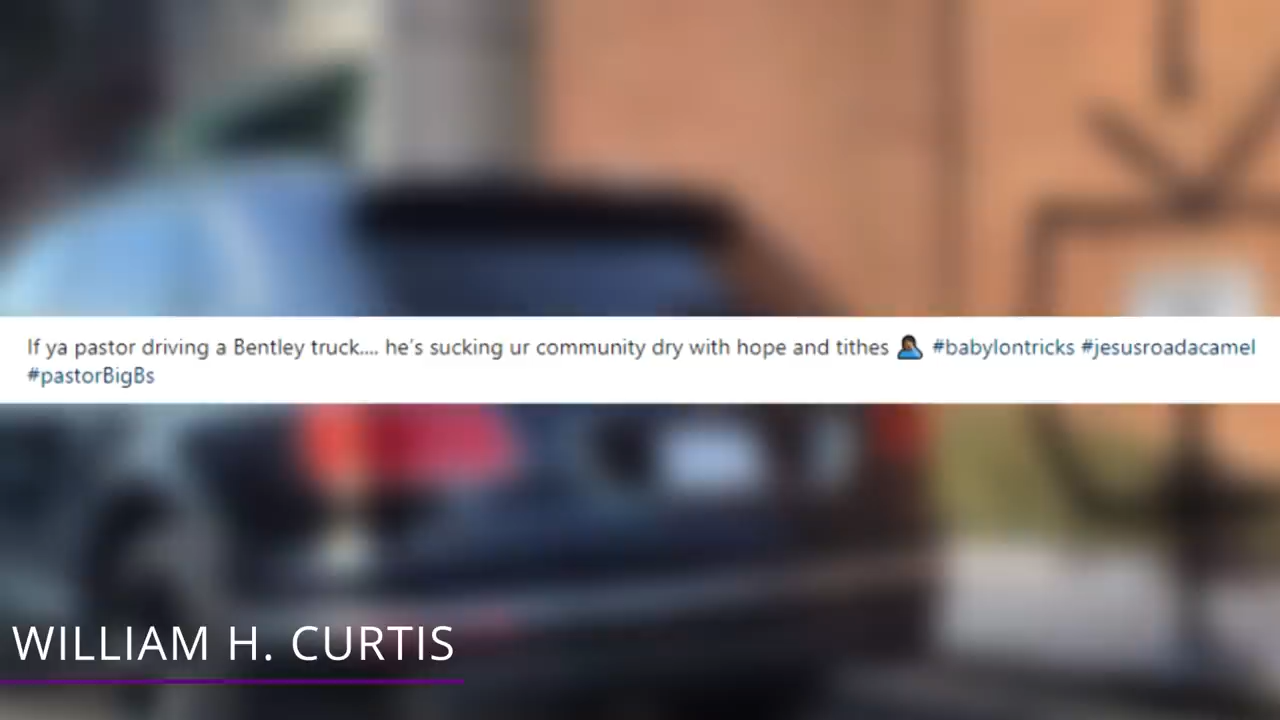 If ya pastor driving a Bentley truck.... he's sucking ur community dry with hope and tithes 🤦🏾‍♂️ #babylontricks #jesusroadacamel
#pastorBigBs
WILLIAM H. CURTIS